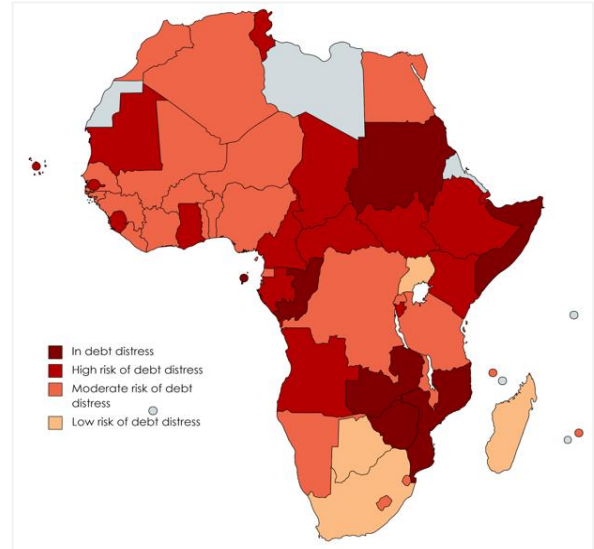 In debt distress
High risk of debt distress
Moderate risk of debt
distress
Low risk of debt distress